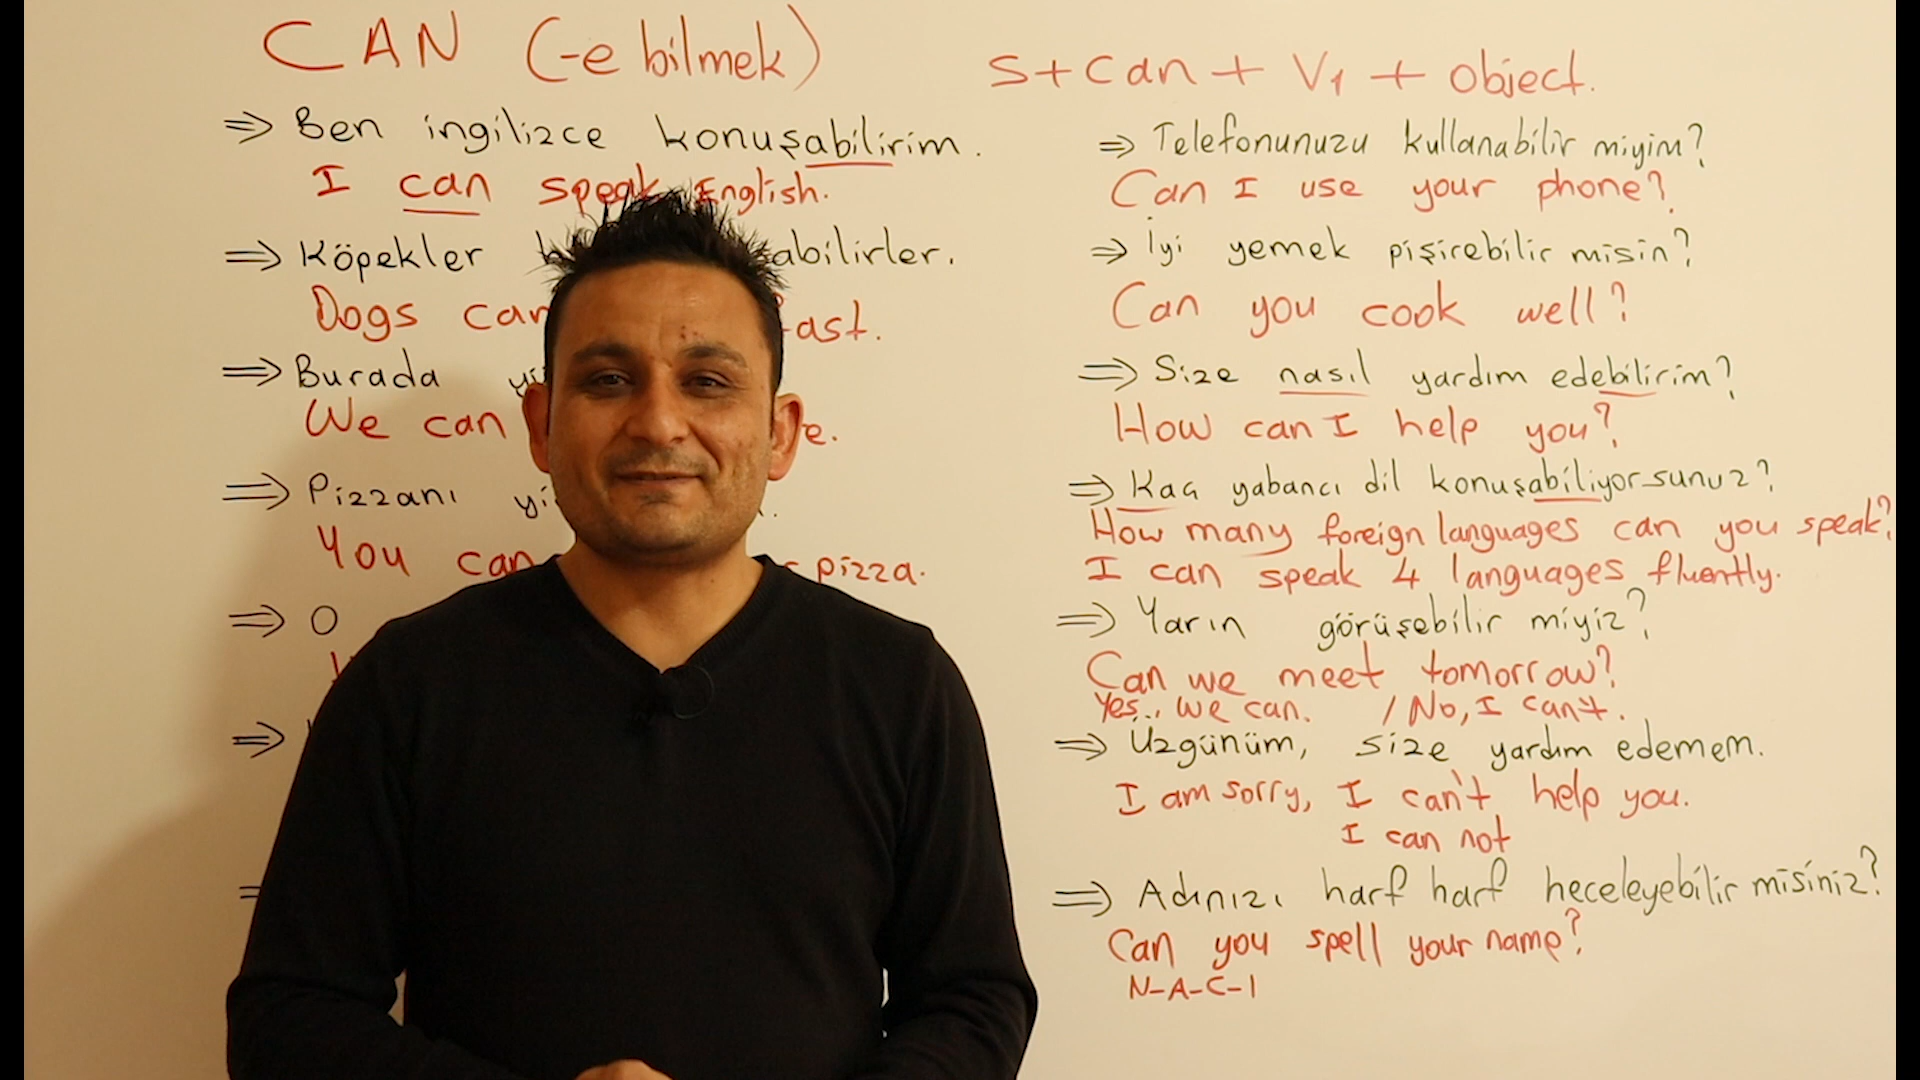 CAN (-e bilmek)
⇒ Ben ingilizce konuşabilirim.
I can speak English.
⇒ Köpekler abilirler.
Dogs can fast.
⇒ Burada
We can
⇒ Pizzanı
You can pizza.
⇒ O
S + can + V1 + object.
⇒ Telefonunuzu kullanabilir miyim?
Can I use your phone?
⇒ İyi yemek pişirebilir misin?
Can you cook well?
⇒ Size nasıl yardım edebilirim?
How can I help you?
⇒ Kaç yabancı dil konuşabiliyorsunuz?
How many foreign languages can you speak?
I can speak 4 languages fluently.
⇒ Yarın görüşebilir miyiz?
Can we meet tomorrow?
Yes, we can. / No, I can't.
⇒ Üzgünüm, size yardım edemem.
I am sorry, I can't help you.
I can not
⇒ Adınızı harf harf heceleyebilir misiniz?
Can you spell your name?
N-A-C-I